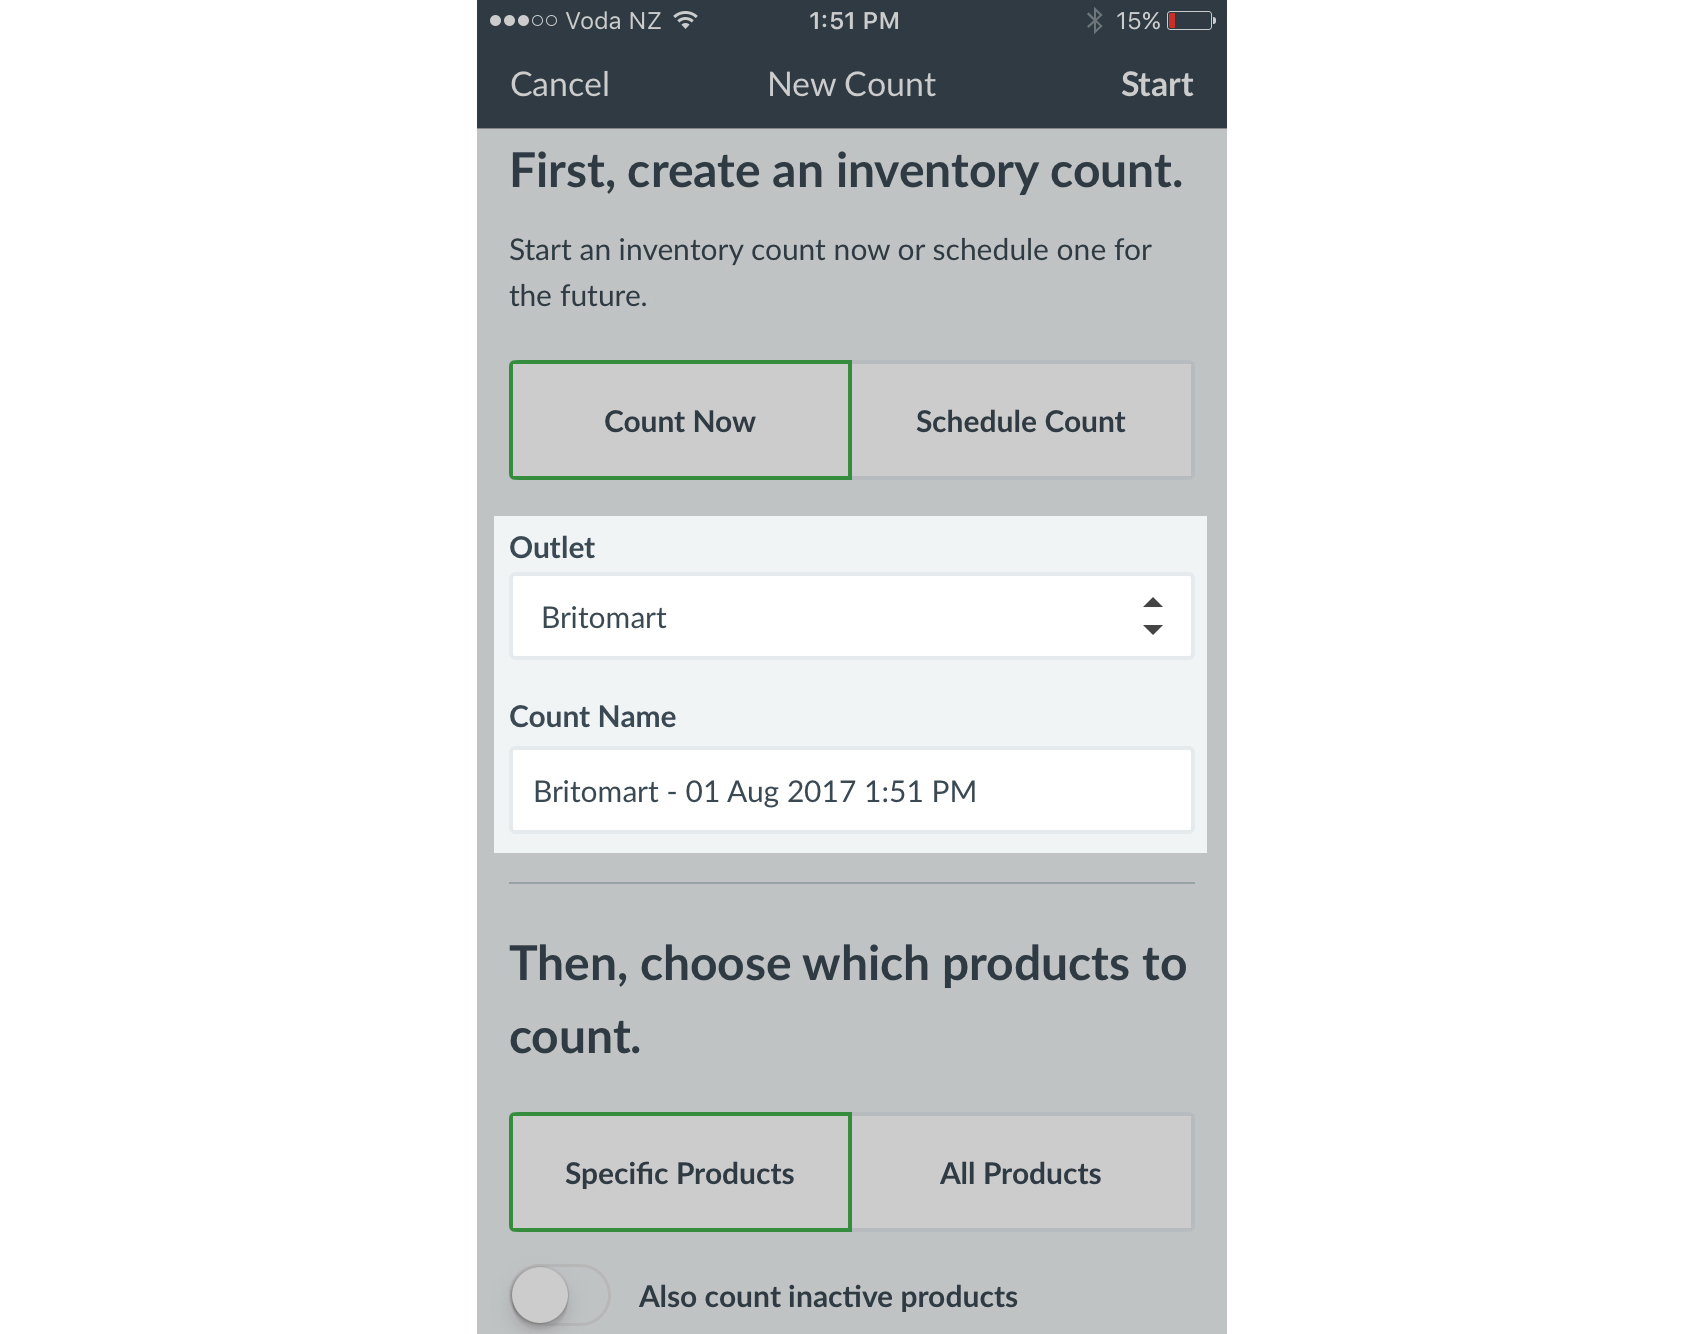 Voda NZ 1:51 PM 15%
Cancel New Count Start
First, create an inventory count.
Start an inventory count now or schedule one for
the future.
Count Now Schedule Count
Outlet
Britomart
Count Name
Britomart - 01 Aug 2017 1:51 PM
Then, choose which products to
count.
Specific Products All Products
Also count inactive products